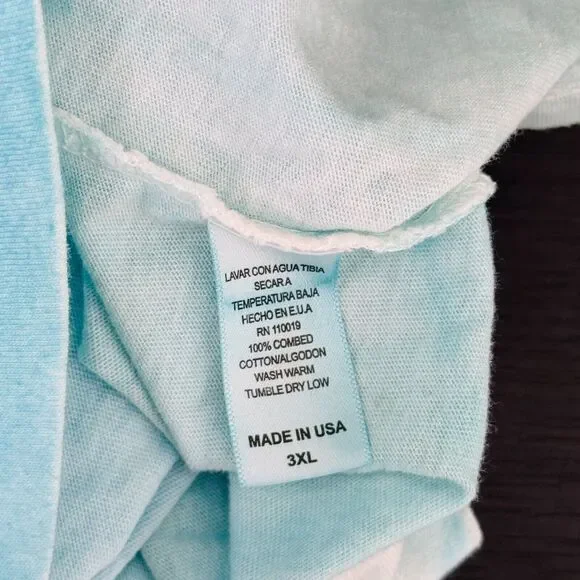 LAVAR CON AGUA TIBIA
SECAR A
TEMPERATURA BAJA
HECHO EN E.U.A
RN 110019
100% COMBED
COTTON/ALGODON
WASH WARM
TUMBLE DRY LOW
MADE IN USA
3XL